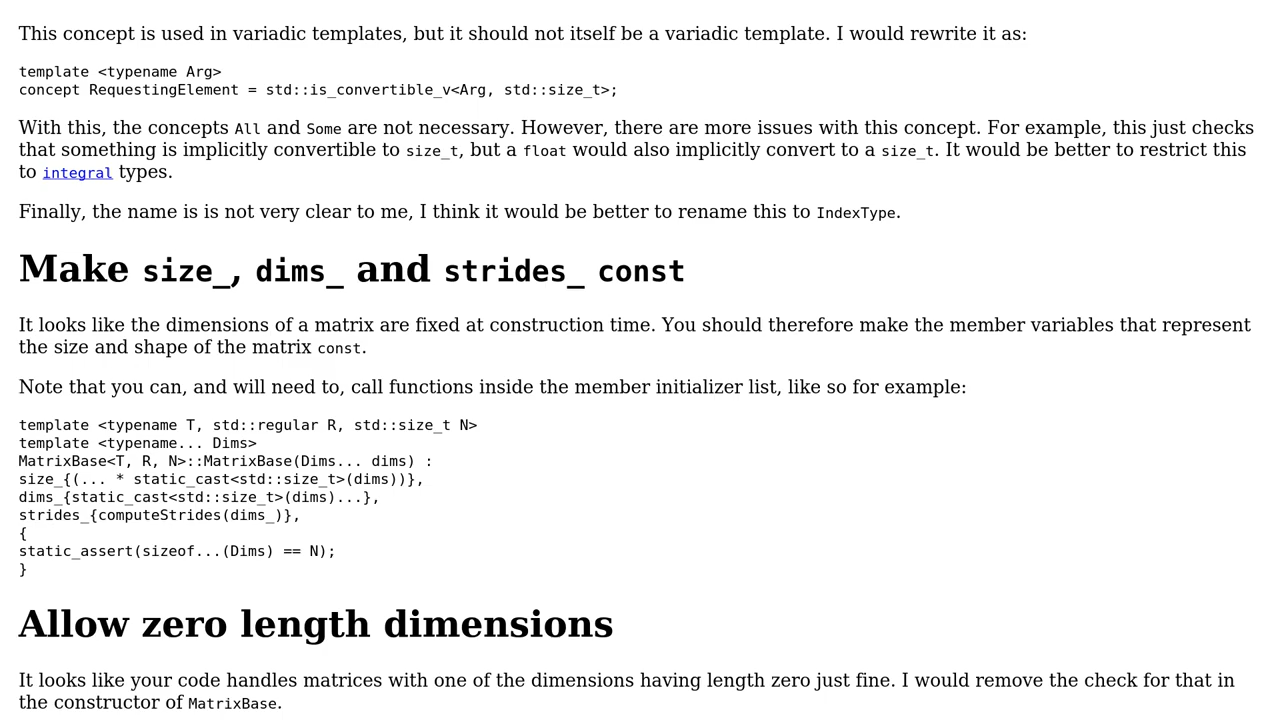 This concept is used in variadic templates, but it should not itself be a variadic template. I would rewrite it as:
template <typename Arg>
concept RequestingElement = std::is_convertible_v<Arg, std::size_t>;
With this, the concepts All and Some are not necessary. However, there are more issues with this concept. For example, this just checks
that something is implicitly convertible to size_t, but a float would also implicitly convert to a size_t. It would be better to restrict this
to integral types.
Finally, the name is is not very clear to me, I think it would be better to rename this to IndexType.
Make size_, dims_ and strides_ const
It looks like the dimensions of a matrix are fixed at construction time. You should therefore make the member variables that represent
the size and shape of the matrix const.
Note that you can, and will need to, call functions inside the member initializer list, like so for example:
template <typename T, std::regular R, std::size_t N>
template <typename... Dims>
MatrixBase<T, R, N>::MatrixBase(Dims... dims) :
size_{(... * static_cast<std::size_t>(dims))},
dims_{static_cast<std::size_t>(dims)...},
strides_{computeStrides(dims_)},
{
static_assert(sizeof...(Dims) == N);
}
Allow zero length dimensions
It looks like your code handles matrices with one of the dimensions having length zero just fine. I would remove the check for that in
the constructor of MatrixBase.